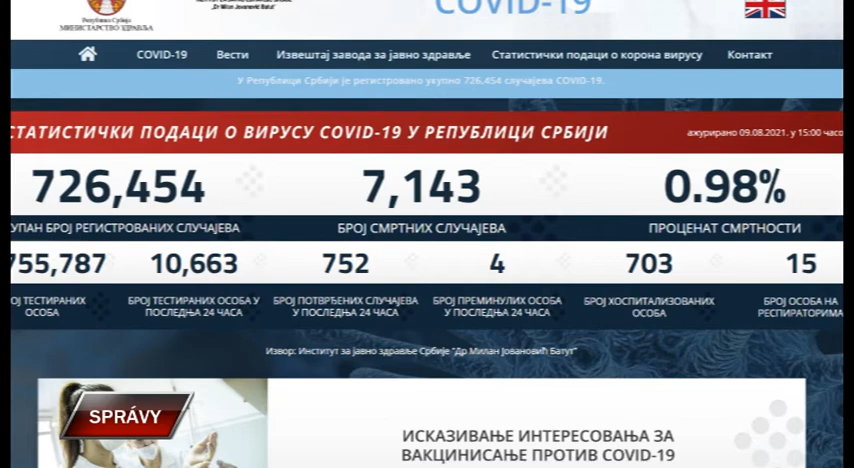 COVID-19
Република Србија
МИНИСТАРСТВО ЗДРАВЉА
„Др Милан Јовановић Батут"
COVID-19 Вести Извештај завода за јавно здравље Статистички подаци о корона вирусу Контакт
У Републици Србији је регистровано укупно 726,454 случајева COVID-19.
СТАТИСТИЧКИ ПОДАЦИ О ВИРУСУ COVID-19 У РЕПУБЛИЦИ СРБИЈИ
ажурирано 09.08.2021. у 15:00 часо
726,454 7,143 0.98%
УПАН БРОЈ РЕГИСТРОВАНИХ СЛУЧАЈЕВА БРОЈ СМРТНИХ СЛУЧАЈЕВА ПРОЦЕНАТ СМРТНОСТИ
755,787 10,663 752 4 703 15
ОЈ ТЕСТИРАНИХ ОСОБА
БРОЈ ТЕСТИРАНИХ ОСОБА У ПОСЛЕДЊА 24 ЧАСА
БРОЈ ПОТВРЂЕНИХ СЛУЧАЈЕВА У ПОСЛЕДЊА 24 ЧАСА
БРОЈ ПРЕМИНУЛИХ ОСОБА У ПОСЛЕДЊА 24 ЧАСА
БРОЈ ХОСПИТАЛИЗОВАНИХ ОСОБА
БРОЈ ОСОБА НА РЕСПИРАТОРИМА
Извор: Институт за јавно здравље Србије "Др Милан Јовановић Батут"
SPRÁVY
ИСКАЗИВАЊЕ ИНТЕРЕСОВАЊА ЗА
ВАКЦИНИСАЊЕ ПРОТИВ COVID-19